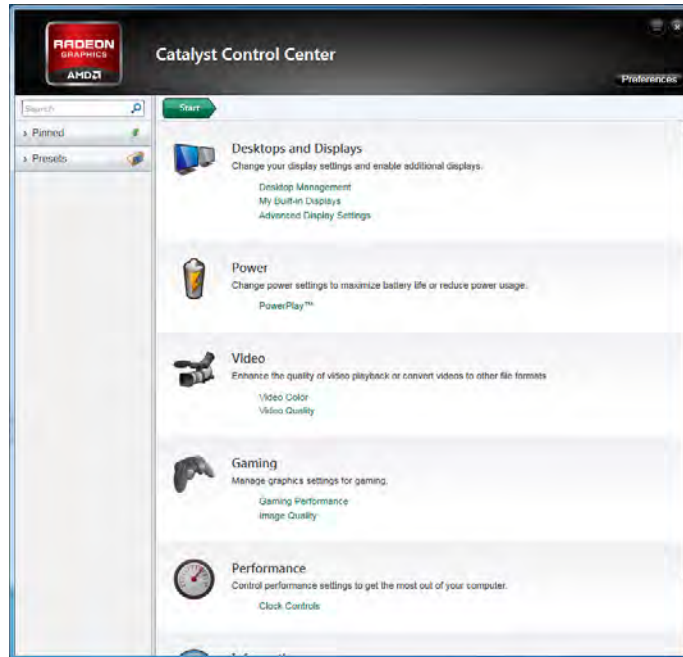 RADEON
GRAPHICS
AMD
Catalyst Control Center
Preferences
Search
Start
Pinned
Presets
Desktops and Displays
Change your display settings and enable additional displays.
Desktop Management
My Built-in Displays
Advanced Display Settings
Power
Change power settings to maximize battery life or reduce power usage.
PowerPlay™
Video
Enhance the quality of video playback or convert videos to other file formats
Video Color
Video Quality
Gaming
Manage graphics settings for gaming.
Gaming Performance
Image Quality
Performance
Control performance settings to get the most out of your computer.
Clock Controls